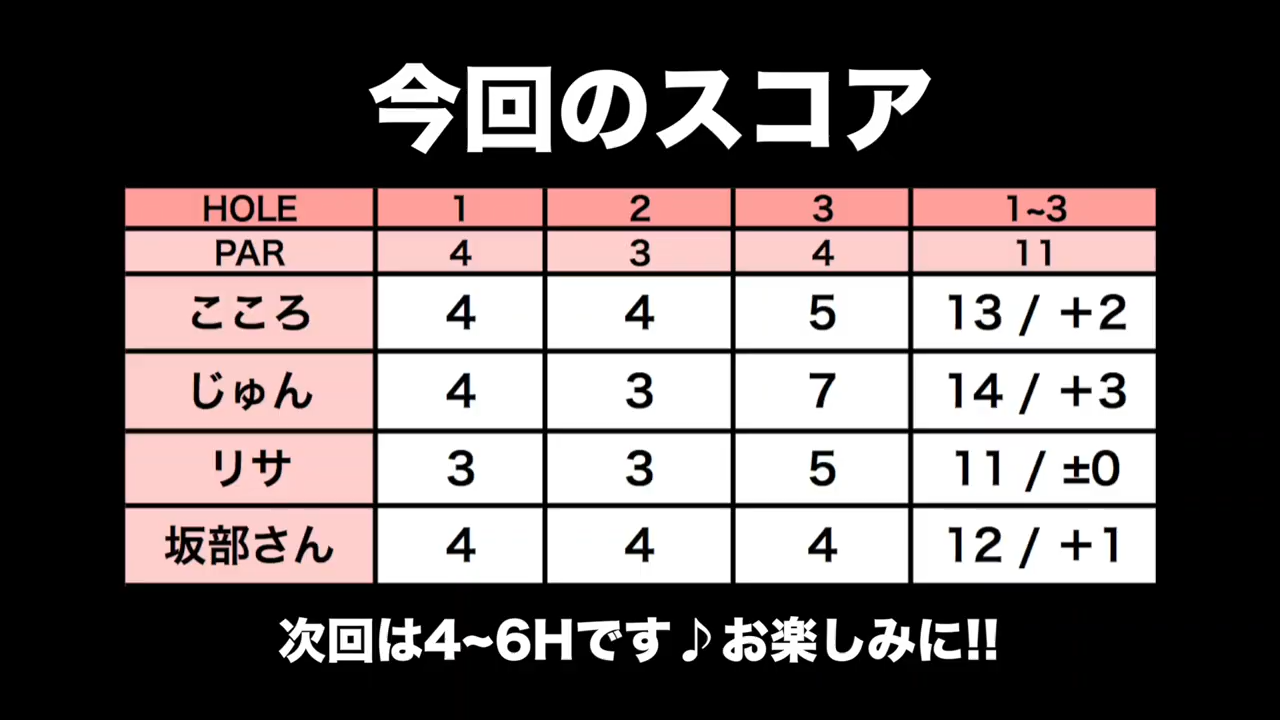 今回のスコア
HOLE 1 2 3 1~3
PAR 4 3 4 11
こころ 4 4 5 13 / +2
じゅん 4 3 7 14 / +3
リサ 3 3 5 11 / ±0
坂部さん 4 4 4 12 / +1
次回は4~6Hです♪お楽しみに!!